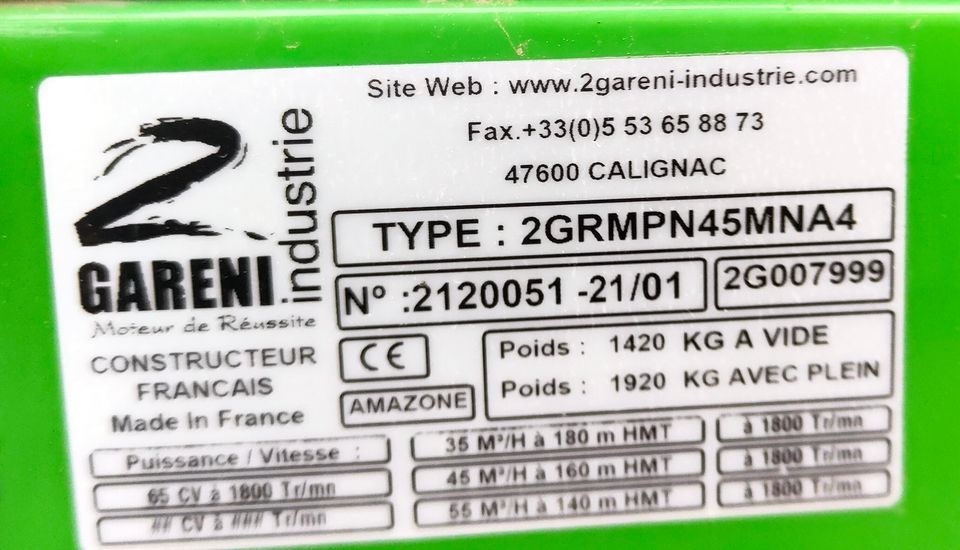 Site Web : www.2gareni-industrie.com
Fax.+33(0)5 53 65 88 73
47600 CALIGNAC
2
GARENI
industrie
Moteur de Réussite
CONSTRUCTEUR
FRANCAIS
Made In France
TYPE : 2GRMPN45MNA4
N° :2120051 -21/01
2G007999
CE
AMAZONE
Poids : 1420 KG A VIDE
Poids : 1920 KG AVEC PLEIN
Puissance / Vitesse :
65 CV à 1800 Tr/mn
## CV à ### Tr/mn
35 M³/H à 180 m HMT
à 1800 Tr/mn
45 M³/H à 160 m HMT
à 1800 Tr/mn
55 M³/H à 140 m HMT
à 1800 Tr/mn